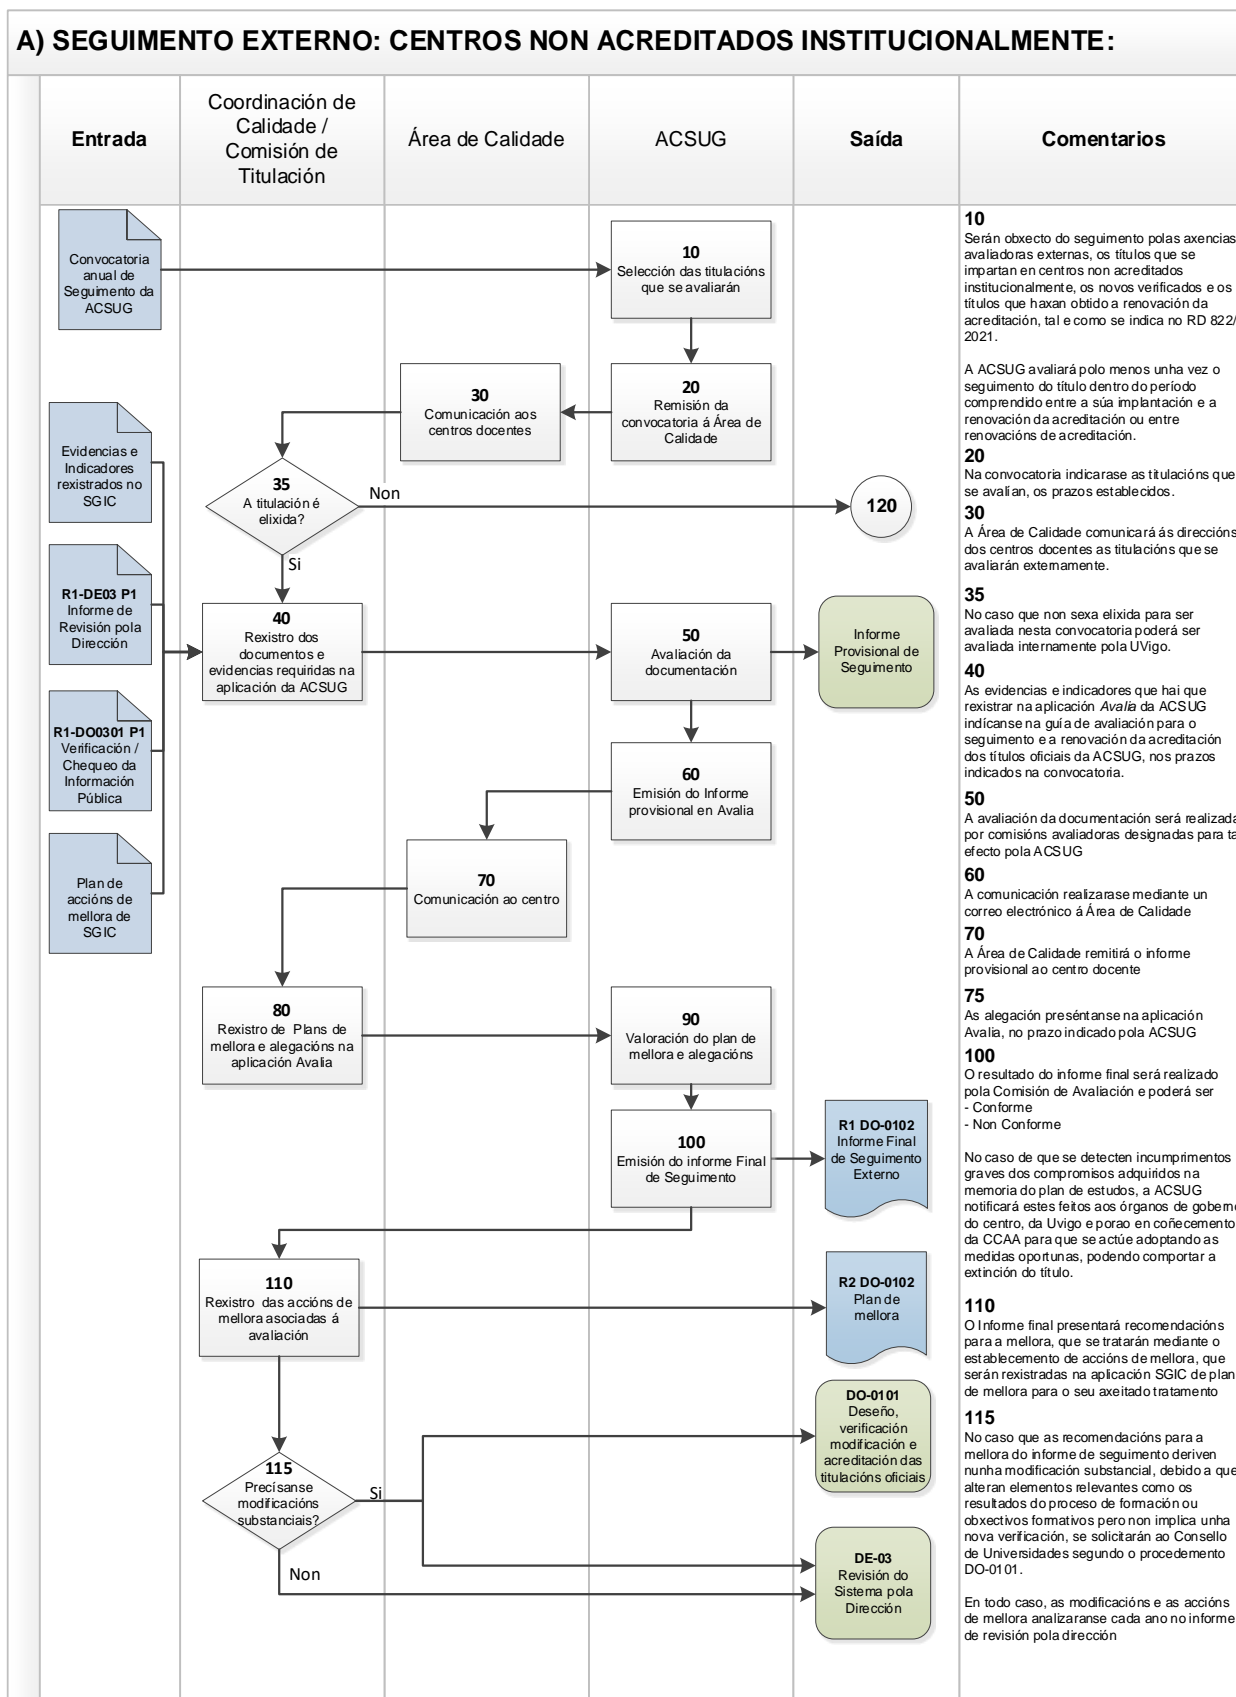 A) SEGUIMENTO EXTERNO: CENTROS NON ACREDITADOS INSTITUCIONALMENTE:
Entrada
Coordinación de
Calidade /
Comisión de
Titulación
Área de Calidade
ACSUG
Saída
Comentarios
Convocatoria
anual de
Seguimento da
ACSUG
10
Selección das titulacións
que se avaliarán
20
Remisión da
convocatoria á Área de
Calidade
30
Comunicación aos
centros docentes
Evidencias e
Indicadores
rexistrados no
SGIC
35
A titulación é
elixida?
Non
Si
120
R1-DE03 P1
Informe de
Revisión pola
Dirección
40
Rexistro dos
documentos e
evidencias requiridas na
aplicación da ACSUG
50
Avaliación da
documentación
Informe
Provisional de
Seguimento
R1-DO0301 P1
Verificación /
Chequeo da
Información
Pública
60
Emisión do Informe
provisional en Avalia
Plan de
accións de
mellora de
SGIC
70
Comunicación ao centro
80
Rexistro de Plans de
mellora e alegacións na
aplicación Avalia
90
Valoración do plan de
mellora e alegacións
100
Emisión do informe Final
de Seguimento
R1 DO-0102
Informe Final
de Seguimento
Externo
110
Rexistro das accións de
mellora asociadas á
avaliación
R2 DO-0102
Plan de
mellora
115
Precísanse
modificacións
substanciais?
Si
Non
DO-0101
Deseño,
verificación
modificación e
acreditación das
titulacións oficiais
DE-03
Revisión do
Sistema pola
Dirección
10
Serán obxecto do seguimento polas axencias
avaliadoras externas, os títulos que se
impartan en centros non acreditados
institucionalmente, os novos verificados e os
títulos que haxan obtido a renovación da
acreditación, tal e como se indica no RD 822/
2021.
A ACSUG avaliará polo menos unha vez o
seguimento do título dentro do período
comprendido entre a súa implantación e a
renovación da acreditación ou entre
renovacións de acreditación.
20
Na convocatoria indicarase as titulacións que
se avalían, os prazos establecidos.
30
A Área de Calidade comunicará ás direccións
dos centros docentes as titulacións que se
avaliarán externamente.
35
No caso que non sexa elixida para ser
avaliada nesta convocatoria poderá ser
avaliada internamente pola UVigo.
40
As evidencias e indicadores que hai que
rexistrar na aplicación Avalia da ACSUG
indícanse na guía de avaliación para o
seguimento e a renovación da acreditación
dos títulos oficiais da ACSUG, nos prazos
indicados na convocatoria.
50
A avaliación da documentación será realizada
por comisións avaliadoras designadas para ta
efecto pola ACSUG
60
A comunicación realizarase mediante un
correo electrónico á Área de Calidade
70
A Área de Calidade remitirá o informe
provisional ao centro docente
75
As alegación preséntanse na aplicación
Avalia, no prazo indicado pola ACSUG
100
O resultado do informe final será realizado
pola Comisión de Avaliación e poderá ser
- Conforme
- Non Conforme
No caso de que se detecten incumprimentos
graves dos compromisos adquiridos na
memoria do plan de estudos, a ACSUG
notificará estes feitos aos órganos de goberno
do centro, da Uvigo e porao en coñecemento
da CCAA para que se actúe adoptando as
medidas oportunas, podendo comportar a
extinción do título.
110
O Informe final presentará recomendacións
para a mellora, que se tratarán mediante o
establecemento de accións de mellora, que
serán rexistradas na aplicación SGIC de plan
de mellora para o seu axeitado tratamento
115
No caso que as recomendacións para a
mellora do informe de seguimento deriven
nunha modificación substancial, debido a que
alteran elementos relevantes como os
resultados do proceso de formación ou
obxectivos formativos pero non implica unha
nova verificación, se solicitarán ao Consello
de Universidades segundo o procedemento
DO-0101.
En todo caso, as modificacións e as accións
de mellora analizaranse cada ano no informe
de revisión pola dirección